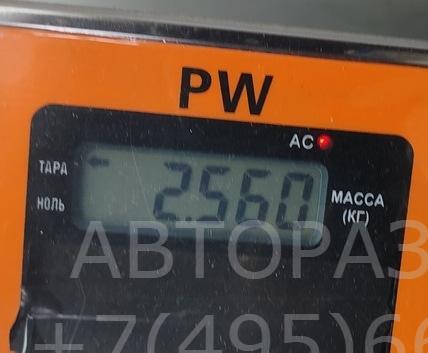 PW
AC
ТАРА
2.560
НОЛЬ
МАССА
(КГ)
АВТОРАЗ
+7(495)66